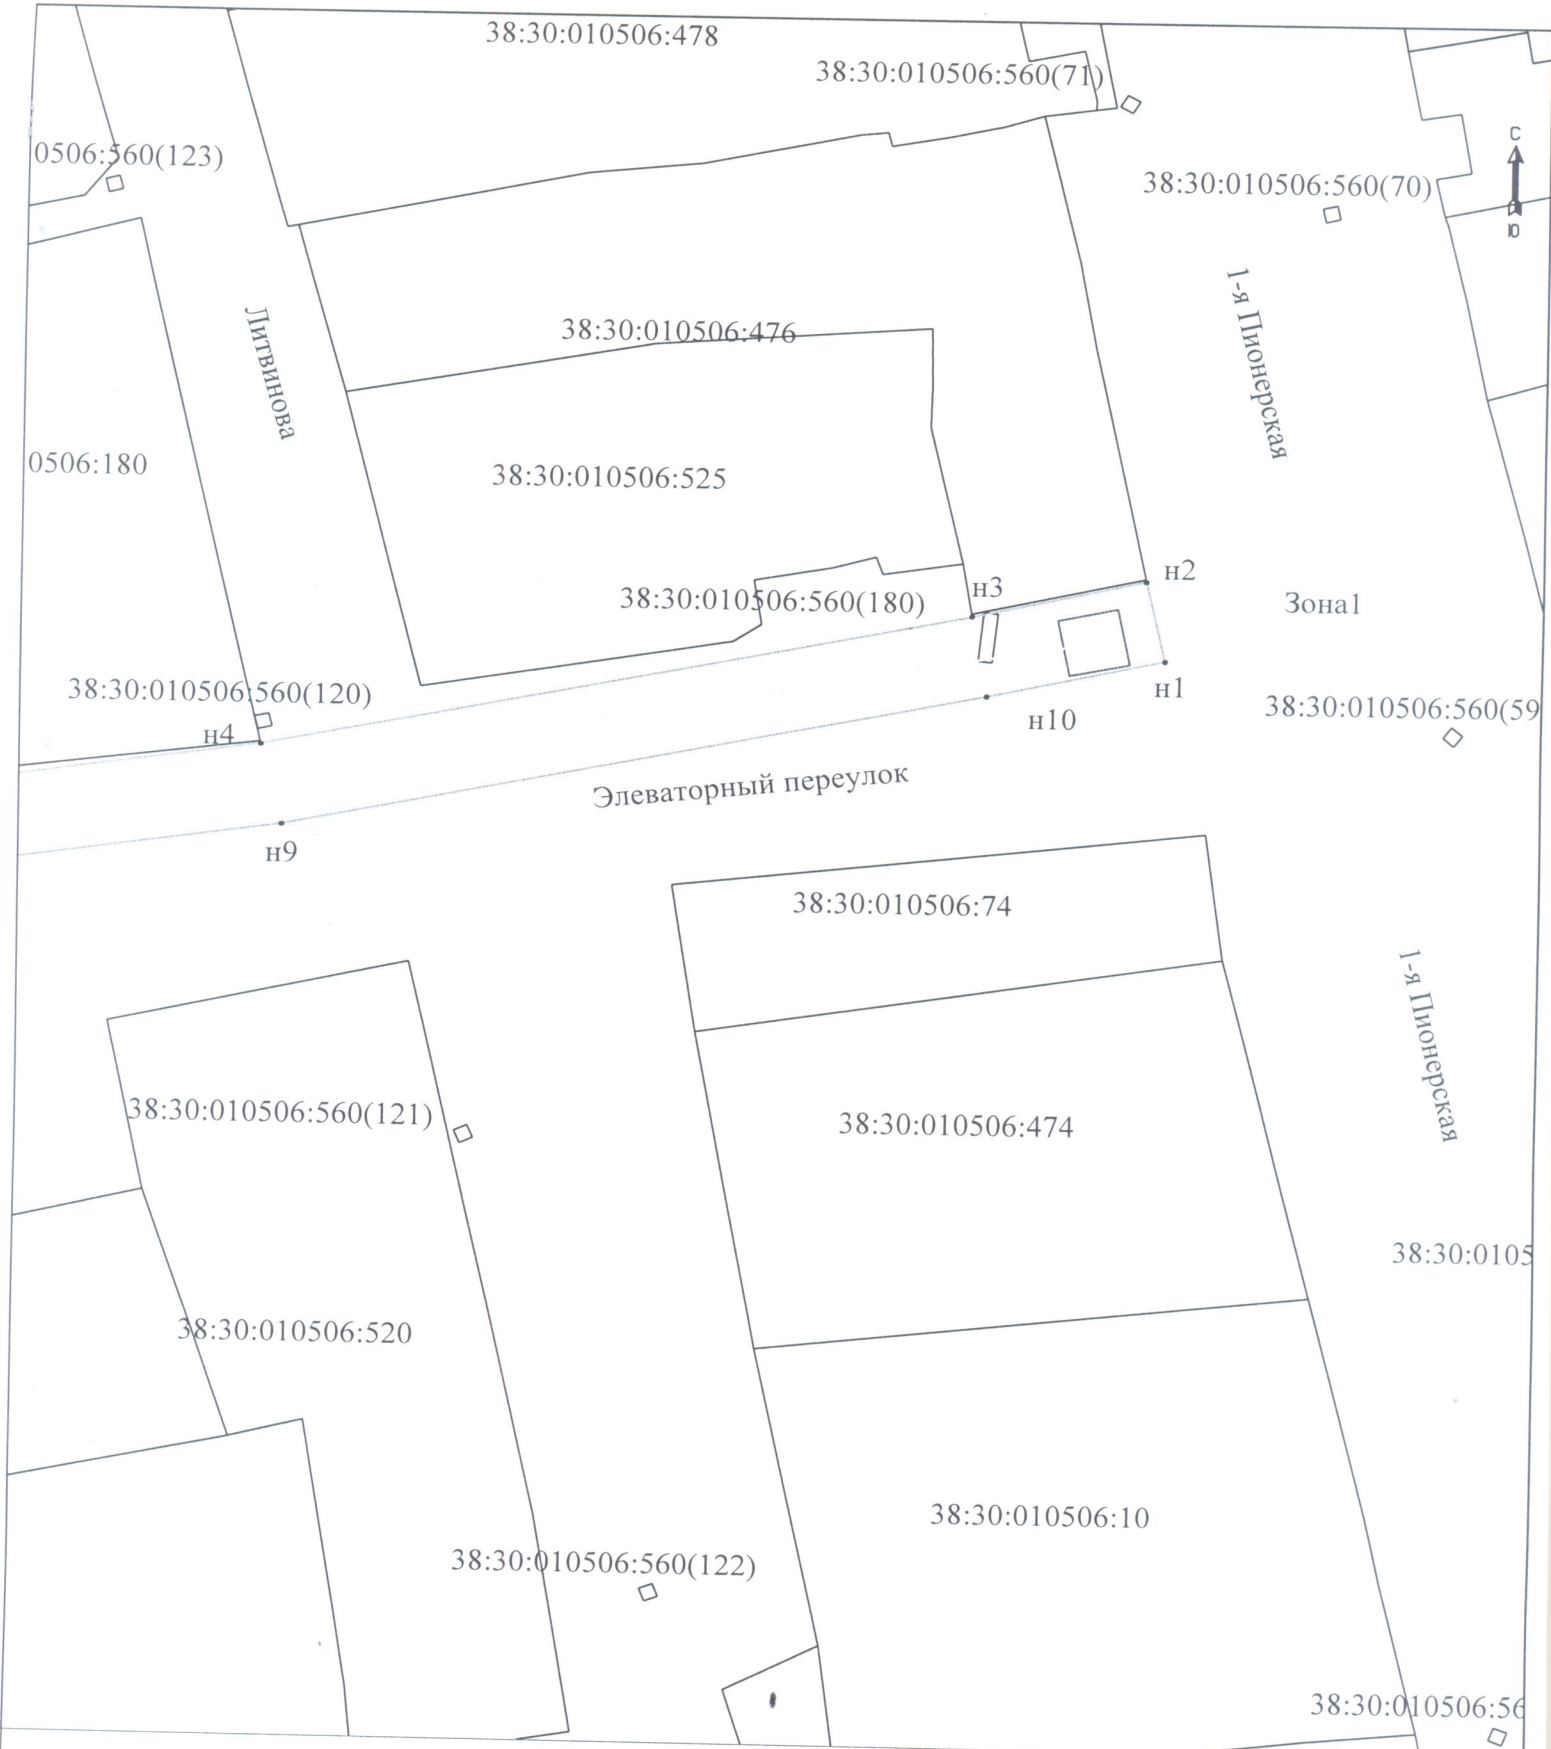 38:30:010506:478
38:30:010506:560(71)
С
0506:560(123)
38:30:010506:560(70)
Ю
1-я Пионерская
Литвинова
38:30:010506:476
0506:180
38:30:010506:525
н2
н3
38:30:010506:560(180)
Зона1
38:30:010506:560(120)
н1
н4
н10
38:30:010506:560(59
Элеваторный переулок
н9
38:30:010506:74
1-я Пионерская
38:30:010506:560(121)
38:30:010506:474
38:30:0105
38:30:010506:520
38:30:010506:10
38:30:010506:560(122)
38:30:010506:56